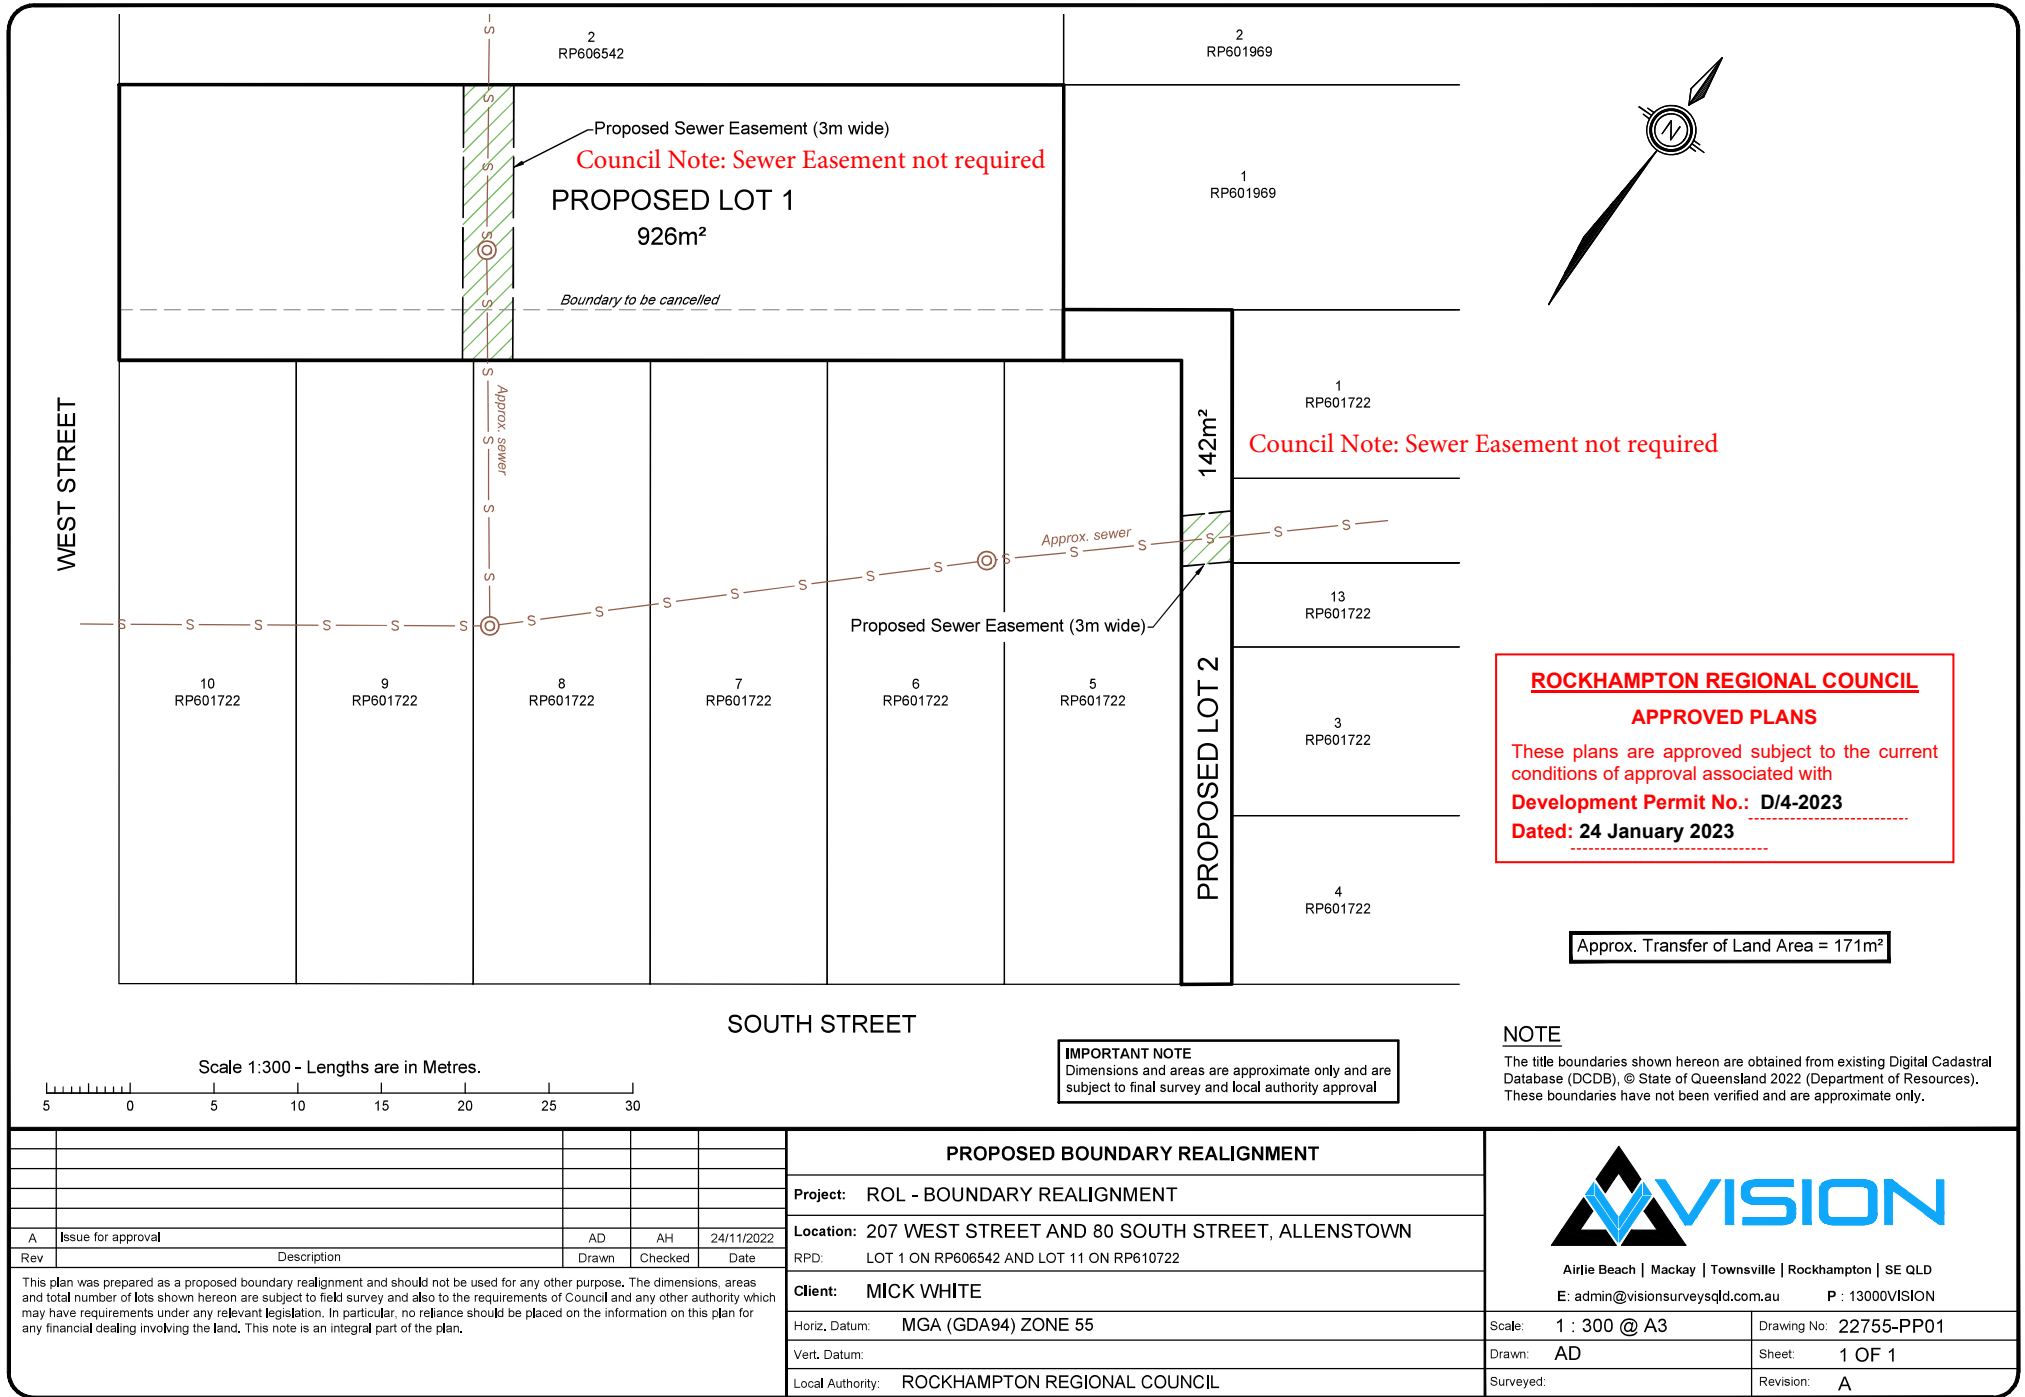 2
RP606542
2
RP601969
Proposed Sewer Easement (3m wide)
Council Note: Sewer Easement not required
PROPOSED LOT 1
926m²
1
RP601969
N
Boundary to be cancelled
WEST STREET
Approx. sewer
1
RP601722
142m²
Council Note: Sewer Easement not required
Approx. sewer
Proposed Sewer Easement (3m wide)
13
RP601722
PROPOSED LOT 2
10
RP601722
9
RP601722
8
RP601722
7
RP601722
6
RP601722
5
RP601722
3
RP601722
4
RP601722
ROCKHAMPTON REGIONAL COUNCIL
APPROVED PLANS
These plans are approved subject to the current
conditions of approval associated with
Development Permit No.: D/4-2023
Dated: 24 January 2023
Approx. Transfer of Land Area = 171m²
SOUTH STREET
Scale 1:300 - Lengths are in Metres.
5 0 5 10 15 20 25 30
IMPORTANT NOTE
Dimensions and areas are approximate only and are
subject to final survey and local authority approval
NOTE
The title boundaries shown hereon are obtained from existing Digital Cadastral
Database (DCDB), © State of Queensland 2022 (Department of Resources).
These boundaries have not been verified and are approximate only.
A Issue for approval AD AH 24/11/2022
Rev Description Drawn Checked Date
This plan was prepared as a proposed boundary realignment and should not be used for any other purpose. The dimensions, areas
and total number of lots shown hereon are subject to field survey and also to the requirements of Council and any other authority which
may have requirements under any relevant legislation. In particular, no reliance should be placed on the information on this plan for
any financial dealing involving the land. This note is an integral part of the plan.
PROPOSED BOUNDARY REALIGNMENT
Project: ROL - BOUNDARY REALIGNMENT
Location: 207 WEST STREET AND 80 SOUTH STREET, ALLENSTOWN
RPD: LOT 1 ON RP606542 AND LOT 11 ON RP610722
Client: MICK WHITE
Horiz. Datum: MGA (GDA94) ZONE 55
Vert. Datum:
Local Authority: ROCKHAMPTON REGIONAL COUNCIL
VISION
Airlie Beach | Mackay | Townsville | Rockhampton | SE QLD
E: admin@visionsurveysqld.com.au P : 13000VISION
Scale: 1 : 300 @ A3
Drawing No: 22755-PP01
Drawn: AD
Sheet: 1 OF 1
Surveyed:
Revision: A